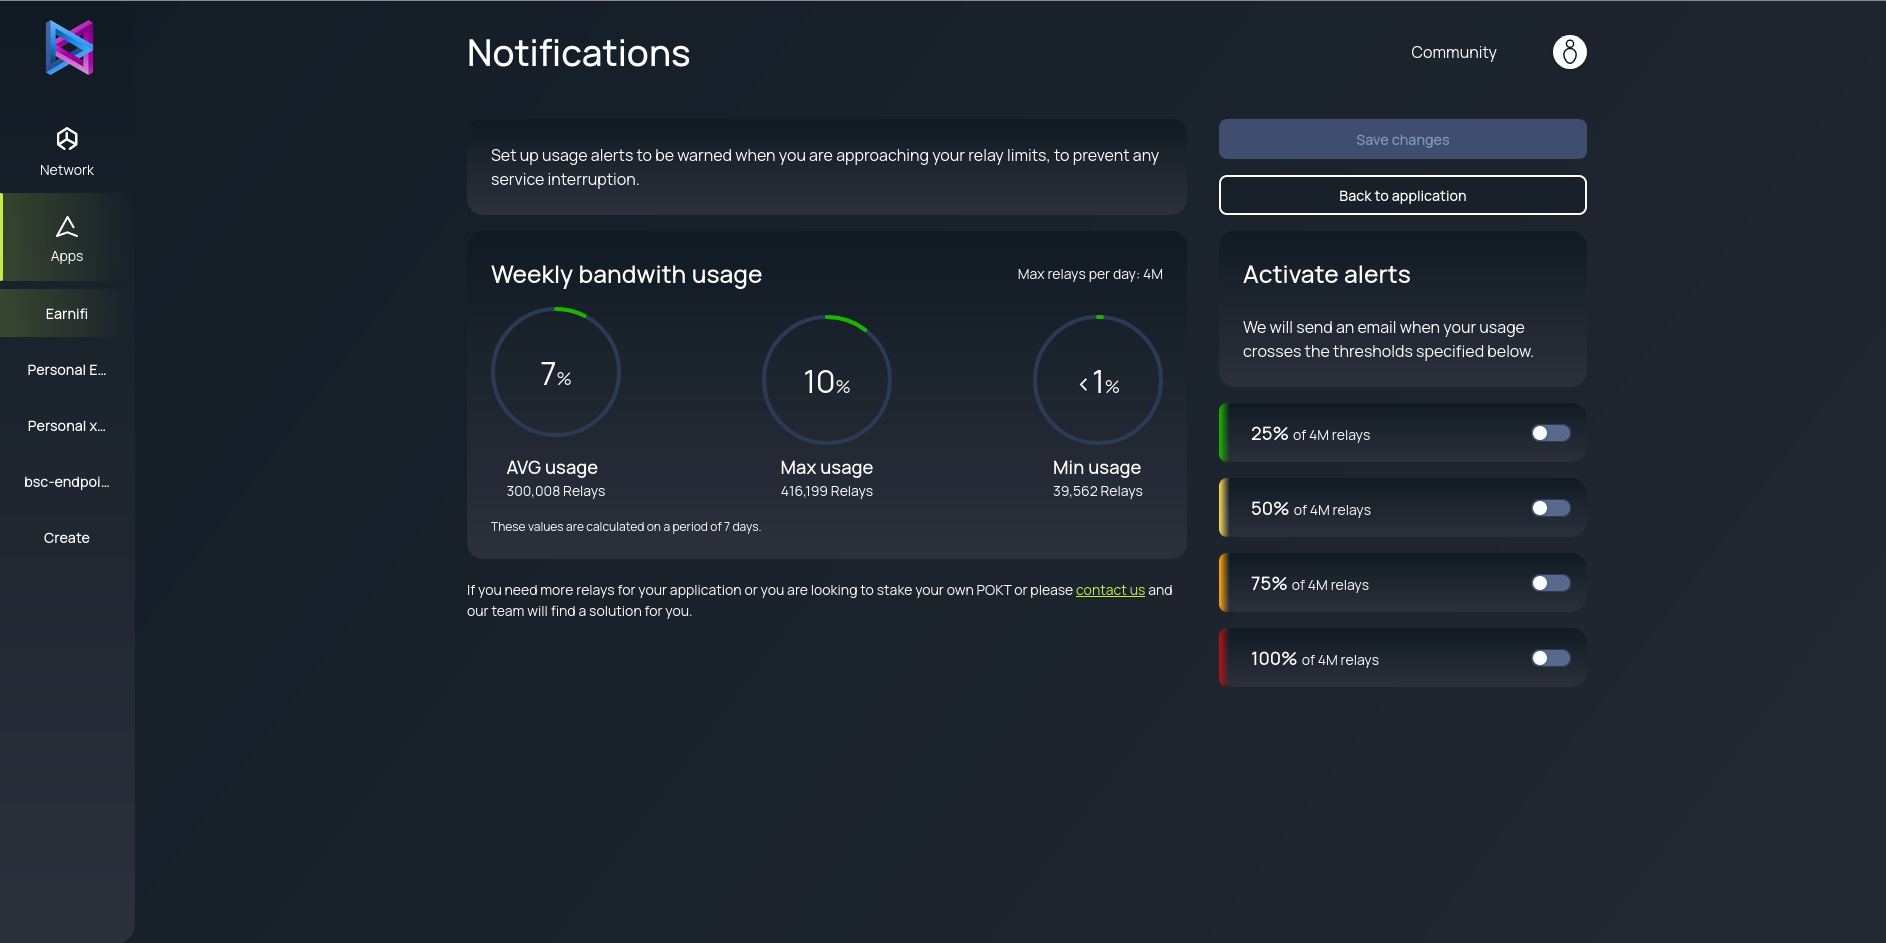 Notifications
Community
Network
Apps
Earnifi
Personal E...
Personal x...
bsc-endpoi...
Create
Set up usage alerts to be warned when you are approaching your relay limits, to prevent any
service interruption.
Weekly bandwith usage
Max relays per day: 4M
7%
10%
<1%
AVG usage
Max usage
Min usage
300,008 Relays
416,199 Relays
39,562 Relays
These values are calculated on a period of 7 days.
If you need more relays for your application or you are looking to stake your own POKT or please contact us and
our team will find a solution for you.
Save changes
Back to application
Activate alerts
We will send an email when your usage
crosses the thresholds specified below.
25% of 4M relays
50% of 4M relays
75% of 4M relays
100% of 4M relays